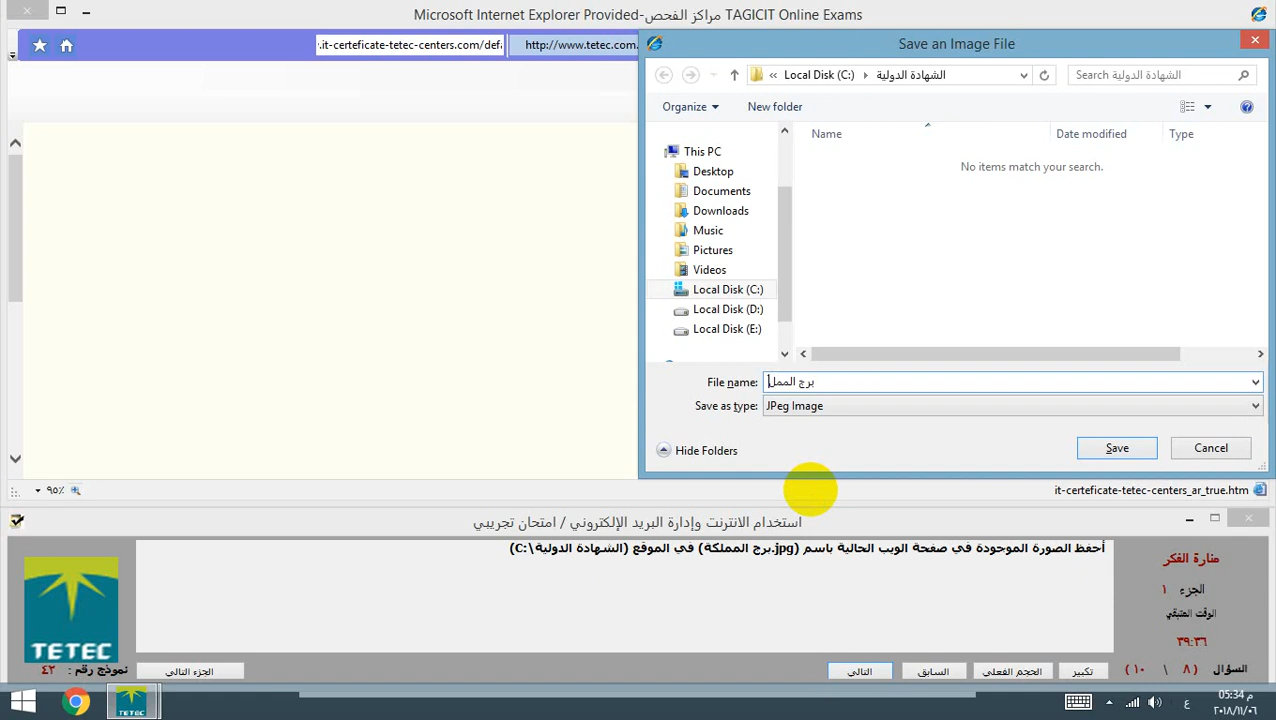 Microsoft Internet Explorer Provided-مراكز الفحص TAGICIT Online Exams
.it-certeficate-tetec-centers.com/def
http://www.tetec.com.
Save an Image File
« Local Disk (C:) الشهادة الدولية
Search الشهادة الدولية
Organize
New folder
Name
Date modified
Type
No items match your search.
This PC
Desktop
Documents
Downloads
Music
Pictures
Videos
Local Disk (C:)
Local Disk (D:)
Local Disk (E:)
File name:
برج الممل
Save as type:
JPeg Image
Hide Folders
Save
Cancel
٩٥٪
it-certeficate-tetec-centers_ar_true.htm
استخدام الانترنت وإدارة البريد الإلكتروني / امتحان تجريبي
أحفظ الصورة الموجودة في صفحة الويب الحالية باسم (برج المملكة.jpg) في الموقع (C:\الشهادة الدولية)
منارة الفكر
الجزء ١
الوقت المتبقي
٣٩:٣٦
السؤال ( ٨ \ ١٠ )
تكبير
الحجم الفعلي
السابق
التالي
الجزء التالي
نموذج رقم : ٤٢
TETEC
TETEC
ع
05:34 م
٢٠١٨/١١/٠٦